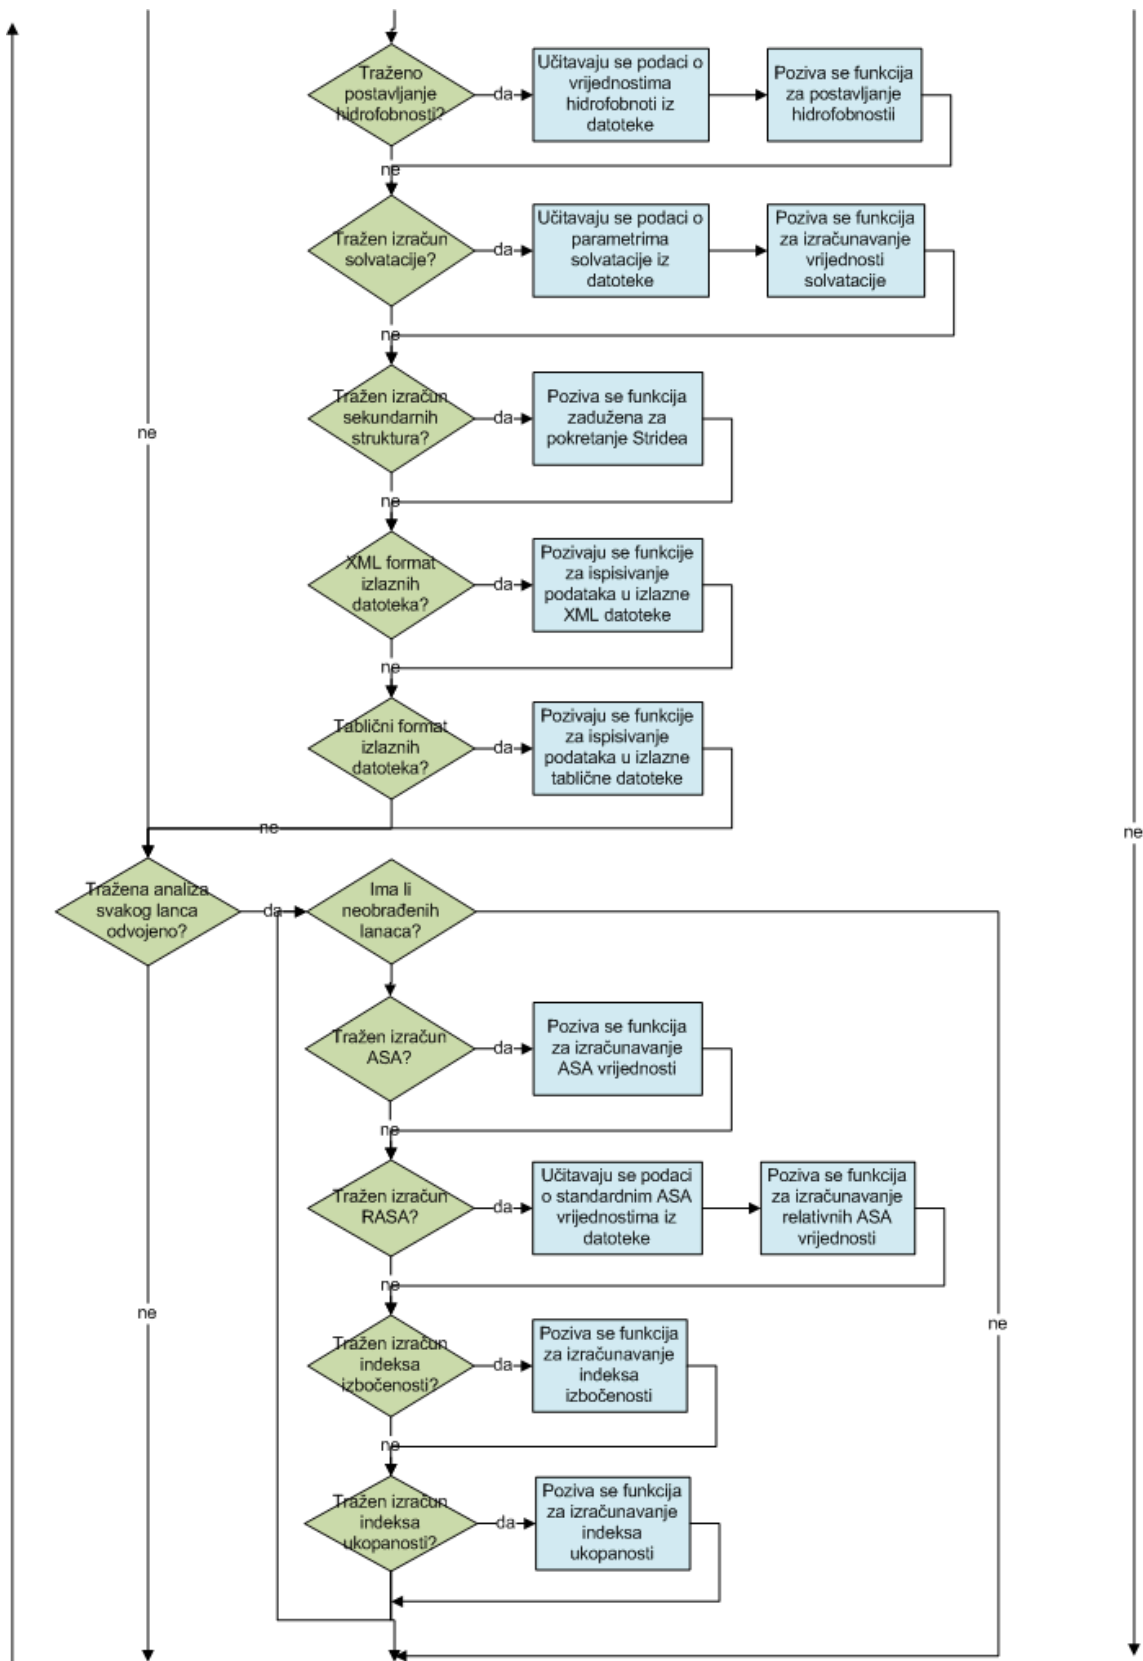 Traženo
postavljanje
hidrofobnosti?
da
Učitavaju se podaci o
vrijednostima
hidrofobnoti iz
datoteke
Poziva se funkcija
za postavljanje
hidrofobnostii
ne
Tražen izračun
solvatacije?
da
Učitavaju se podaci o
parametrima
solvatacije iz
datoteke
Poziva se funkcija
za izračunavanje
vrijednosti
solvatacije
ne
Tražen izračun
sekundarnih
struktura?
da
Poziva se funkcija
zadužena za
pokretanje Stridea
ne
ne
XML format
izlaznih
datoteka?
da
Pozivaju se funkcije
za ispisivanje
podataka u izlazne
XML datoteke
ne
Tablični format
izlaznih
datoteka?
da
Pozivaju se funkcije
za ispisivanje
podataka u izlazne
tablične datoteke
ne
ne
Tražena analiza
svakog lanca
odvojeno?
da
Ima li
neobrađenih
lanaca?
Tražen izračun
ASA?
da
Poziva se funkcija
za izračunavanje
ASA vrijednosti
ne
Tražen izračun
RASA?
da
Učitavaju se podaci
o standardnim ASA
vrijednostima iz
datoteke
Poziva se funkcija
za izračunavanje
relativnih ASA
vrijednosti
ne
ne
ne
Tražen izračun
indeksa
izbočenosti?
da
Poziva se funkcija
za izračunavanje
indeksa
izbočenosti
ne
Tražen izračun
indeksa
ukopanosti?
da
Poziva se funkcija
za izračunavanje
indeksa
ukopanosti